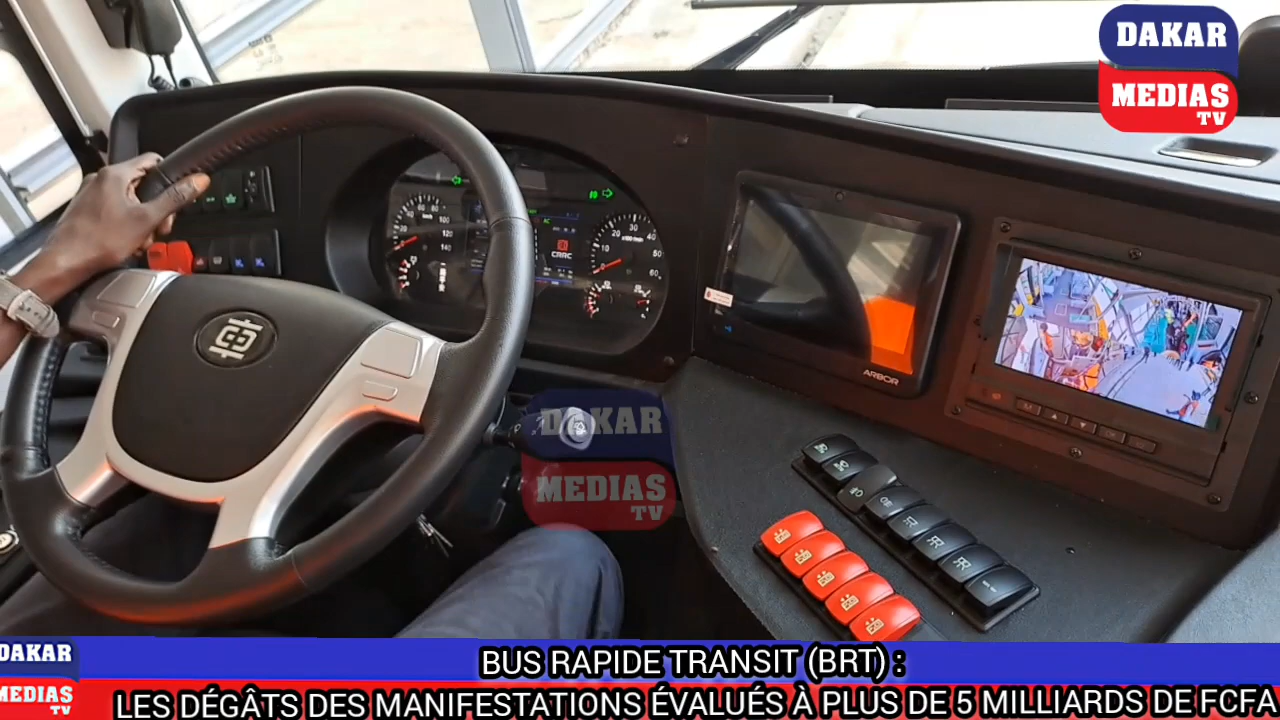 DAKAR
MEDIAS
TV
CRRC
ARBOR
DAKAR
MEDIAS
TV
DAKAR
MEDIAS
TV
BUS RAPIDE TRANSIT (BRT) :
LES DÉGÂTS DES MANIFESTATIONS ÉVALUÉS À PLUS DE 5 MILLIARDS DE FCFA